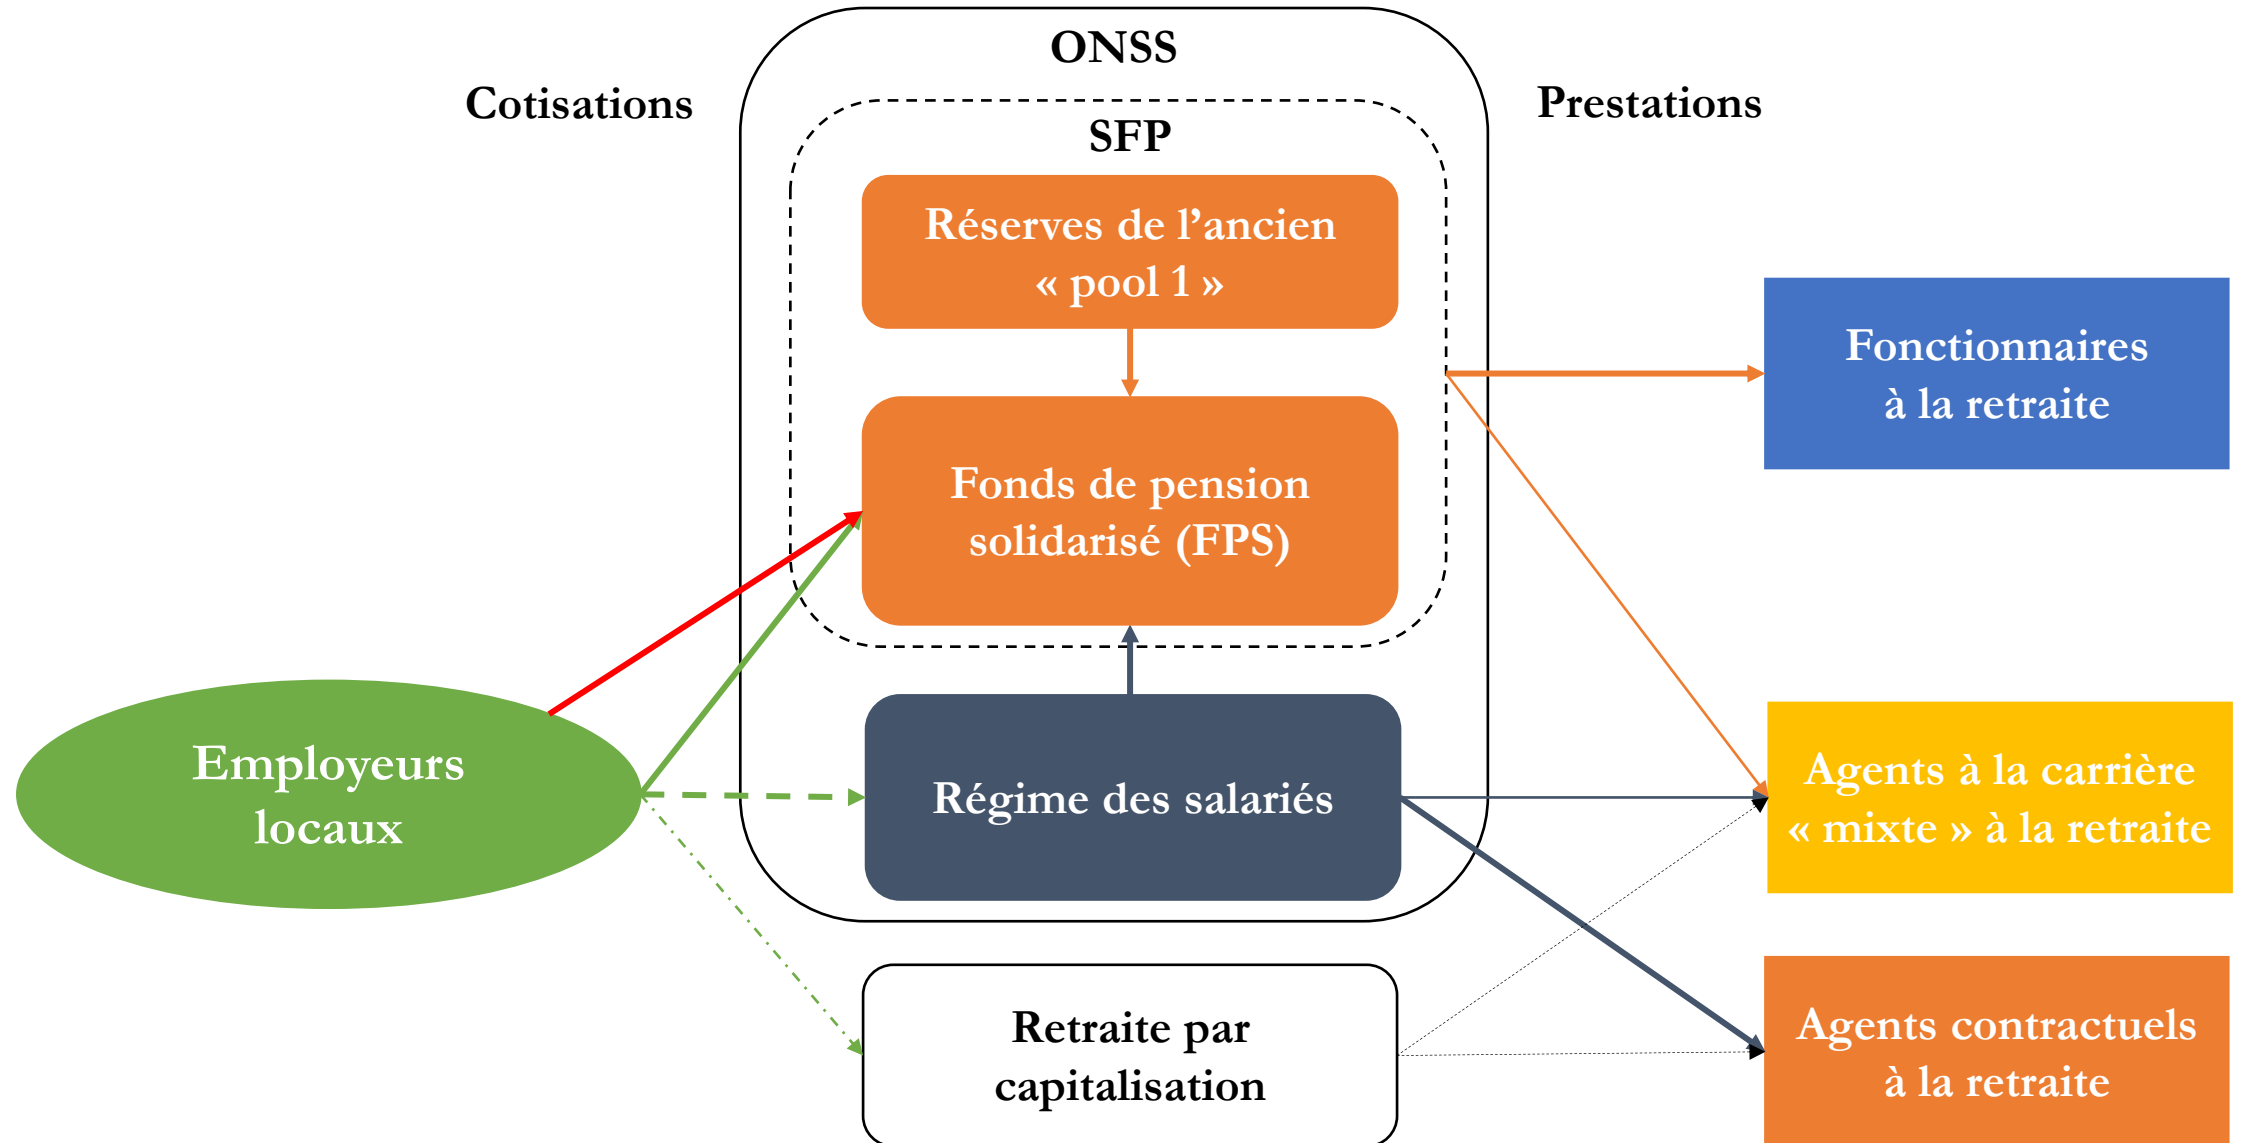 ONSS
Cotisations
Prestations
SFP
Réserves de l’ancien
« pool 1 »
Fonctionnaires
à la retraite
Fonds de pension
solidarisé (FPS)
Employeurs
locaux
Régime des salariés
Agents à la carrière
« mixte » à la retraite
Retraite par
capitalisation
Agents contractuels
à la retraite